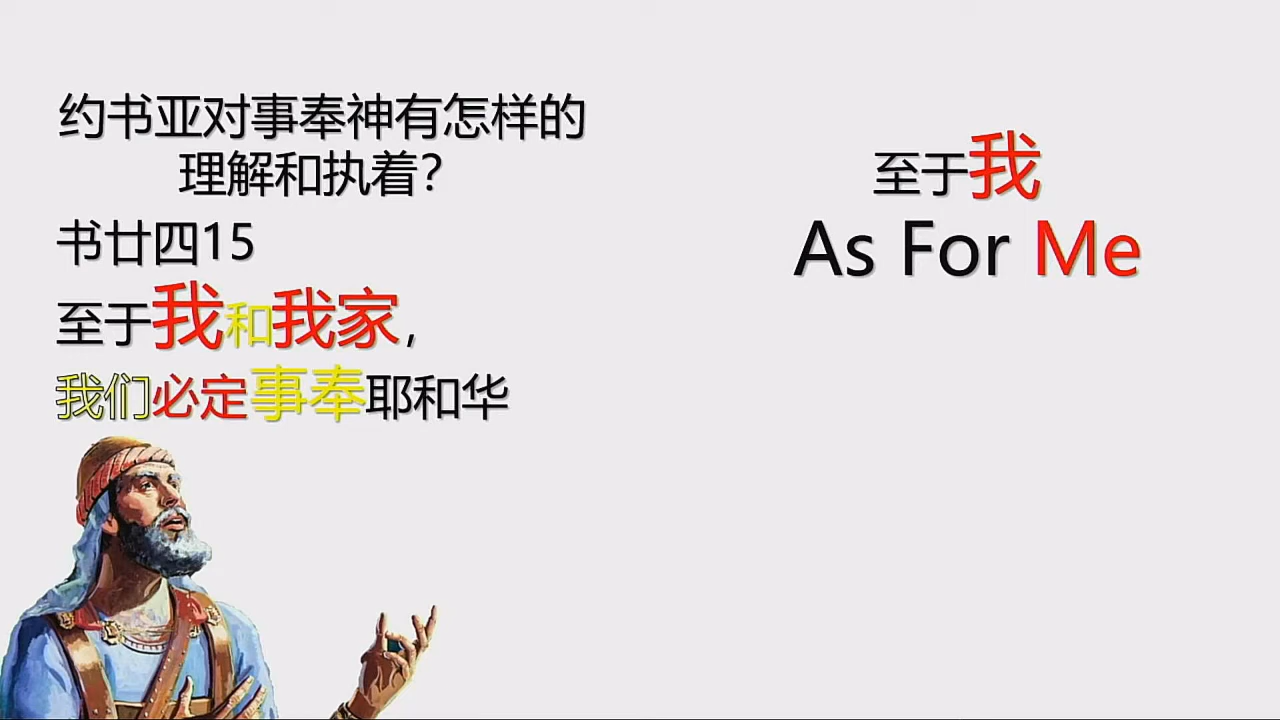 约书亚对事奉神有怎样的
理解和执着？
书廿四15
至于我和我家，
我们必定事奉耶和华
至于我
As For Me